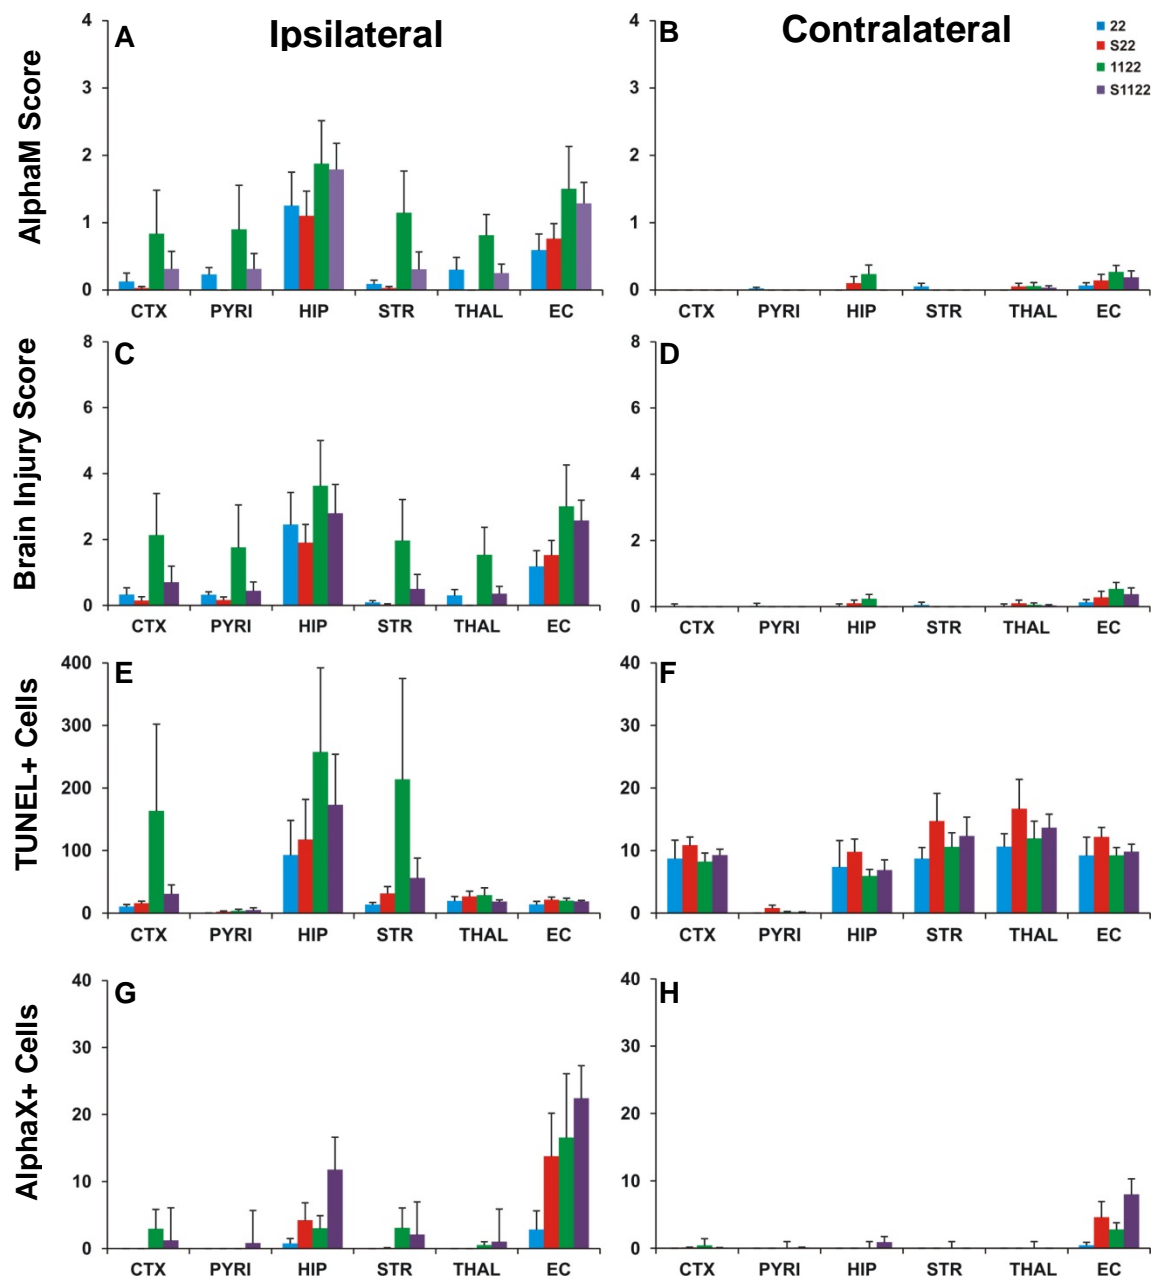 Ipsilateral
Contralateral
A
AlphaM Score
4
3
2
1
0
CTX PYRI HIP STR THAL EC
B
22
S22
1122
S1122
4
3
2
1
0
CTX PYRI HIP STR THAL EC
C
Brain Injury Score
8
6
4
2
0
CTX PYRI HIP STR THAL EC
D
8
6
4
2
0
CTX PYRI HIP STR THAL EC
E
TUNEL+ Cells
400
300
200
100
0
CTX PYRI HIP STR THAL EC
F
40
30
20
10
0
CTX PYRI HIP STR THAL EC
G
AlphaX+ Cells
40
30
20
10
0
CTX PYRI HIP STR THAL EC
H
40
30
20
10
0
CTX PYRI HIP STR THAL EC